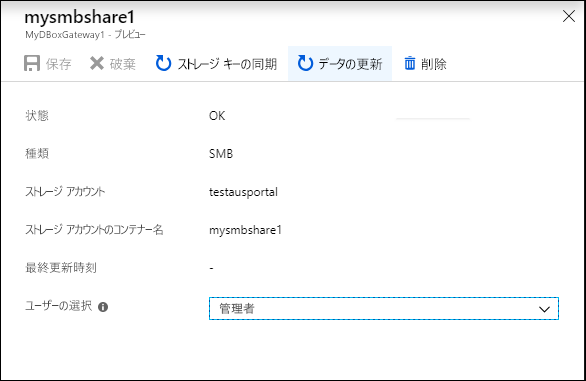 mysmbshare1
MyDBoxGateway1 - プレビュー
保存 破棄 ストレージ キーの同期 データの更新 削除
状態 OK
種類 SMB
ストレージ アカウント testausportal
ストレージ アカウントのコンテナー名 mysmbshare1
最終更新時刻 -
ユーザーの選択 管理者